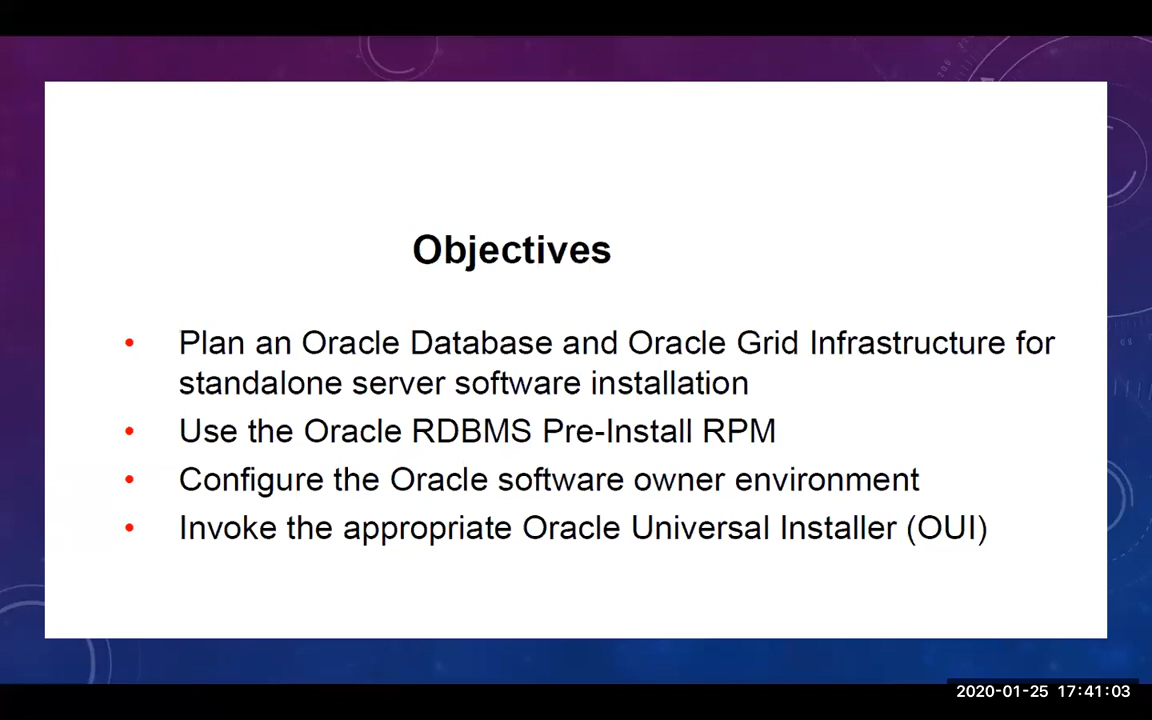 Objectives
• Plan an Oracle Database and Oracle Grid Infrastructure for
standalone server software installation
• Use the Oracle RDBMS Pre-Install RPM
• Configure the Oracle software owner environment
• Invoke the appropriate Oracle Universal Installer (OUI)
2020-01-25 17:41:03